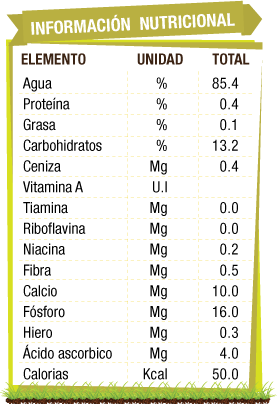 INFORMACIÓN NUTRICIONAL
ELEMENTO UNIDAD TOTAL
Agua % 85.4
Proteína % 0.4
Grasa % 0.1
Carbohidratos % 13.2
Ceniza Mg 0.4
Vitamina A U.I
Tiamina Mg 0.0
Riboflavina Mg 0.0
Niacina Mg 0.2
Fibra Mg 0.5
Calcio Mg 10.0
Fósforo Mg 16.0
Hiero Mg 0.3
Ácido ascorbico Mg 4.0
Calorias Kcal 50.0